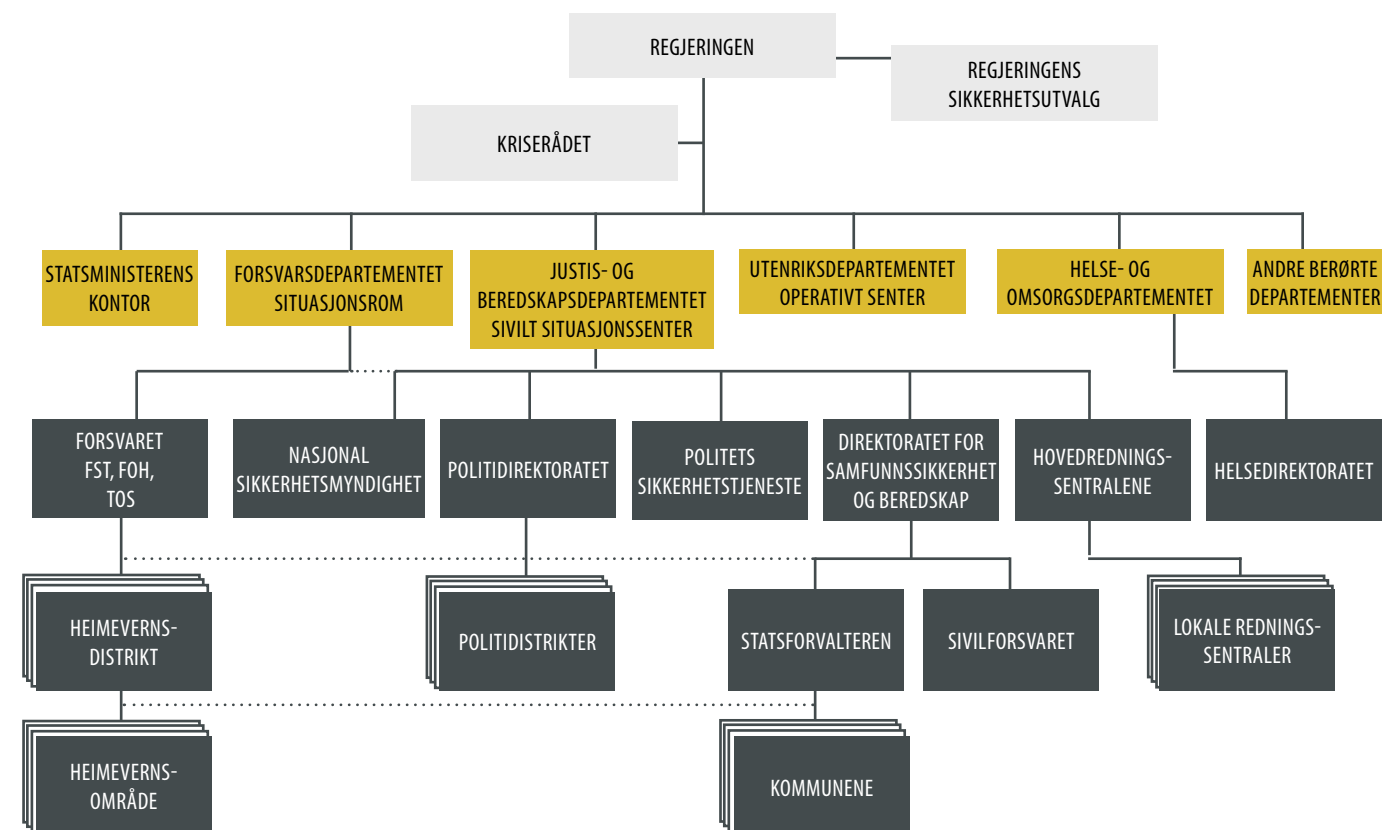 REGJERINGEN
REGJERINGENS
SIKKERHETSUTVALG
KRISERÅDET
STATSMINISTERENS
KONTOR
FORSVARSDEPARTEMENTET
SITUASJONSROM
JUSTIS- OG
BEREDSKAPSDEPARTEMENTET
SIVILT SITUASJONSSENTER
UTENRIKSDEPARTEMENTET
OPERATIVT SENTER
HELSE- OG
OMSORGSDEPARTEMENTET
ANDRE BERØRTE
DEPARTEMENTER
FORSVARET
FST, FOH,
TOS
NASJONAL
SIKKERHETSMYNDIGHET
POLITIDIREKTORATET
POLITETS
SIKKERHETSTJENESTE
DIREKTORATET FOR
SAMFUNNSSIKKERHET
OG BEREDSKAP
HOVEDREDNINGS-
SENTRALENE
HELSEDIREKTORATET
HEIMEVERNS-
DISTRIKT
POLITIDISTRIKTER
STATSFORVALTEREN
SIVILFORSVARET
LOKALE REDNINGS-
SENTRALER
HEIMEVERNS-
OMRÅDE
KOMMUNENE